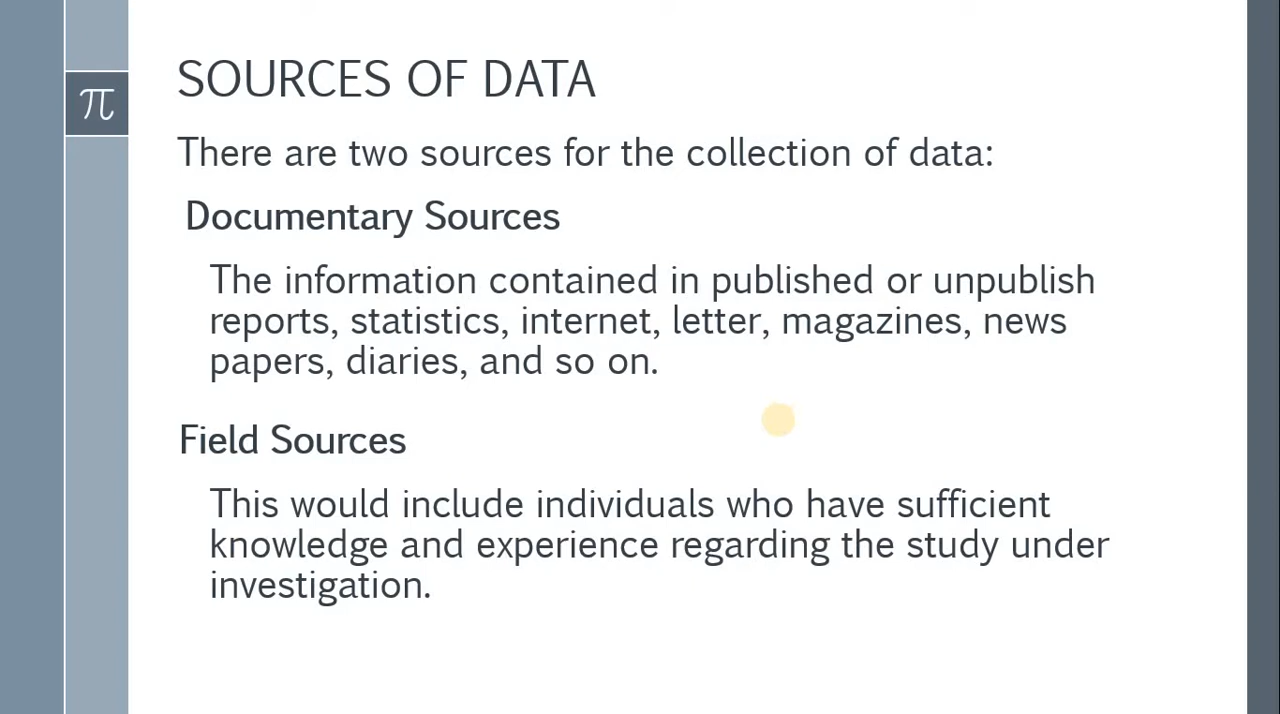 π
SOURCES OF DATA
There are two sources for the collection of data:
Documentary Sources
The information contained in published or unpublish
reports, statistics, internet, letter, magazines, news
papers, diaries, and so on.
Field Sources
This would include individuals who have sufficient
knowledge and experience regarding the study under
investigation.